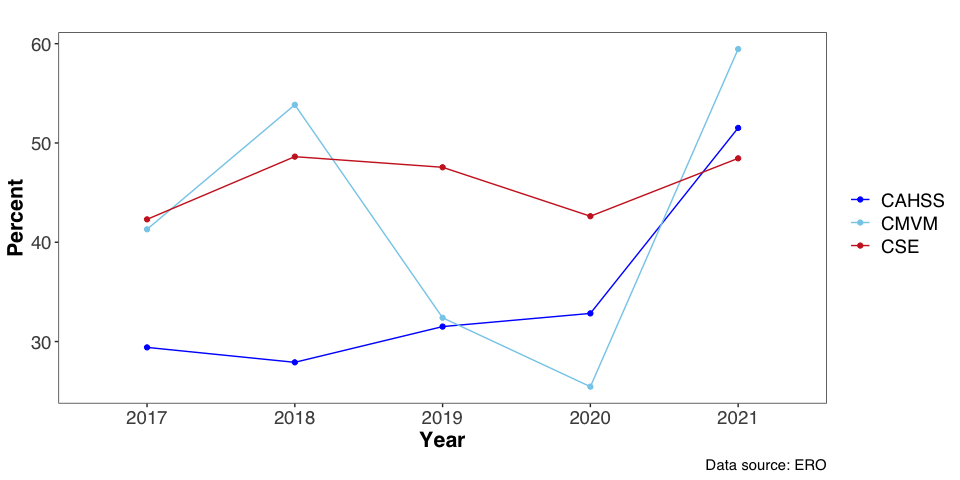 60
50
40
30
Percent
2017 2018 2019 2020 2021
Year
CAHSS
CMVM
CSE
Data source: ERO